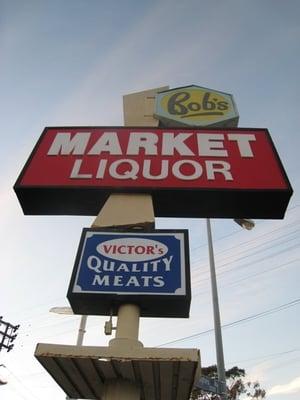 Bob's
MARKET
LIQUOR
VICTOR's
QUALITY
MEATS